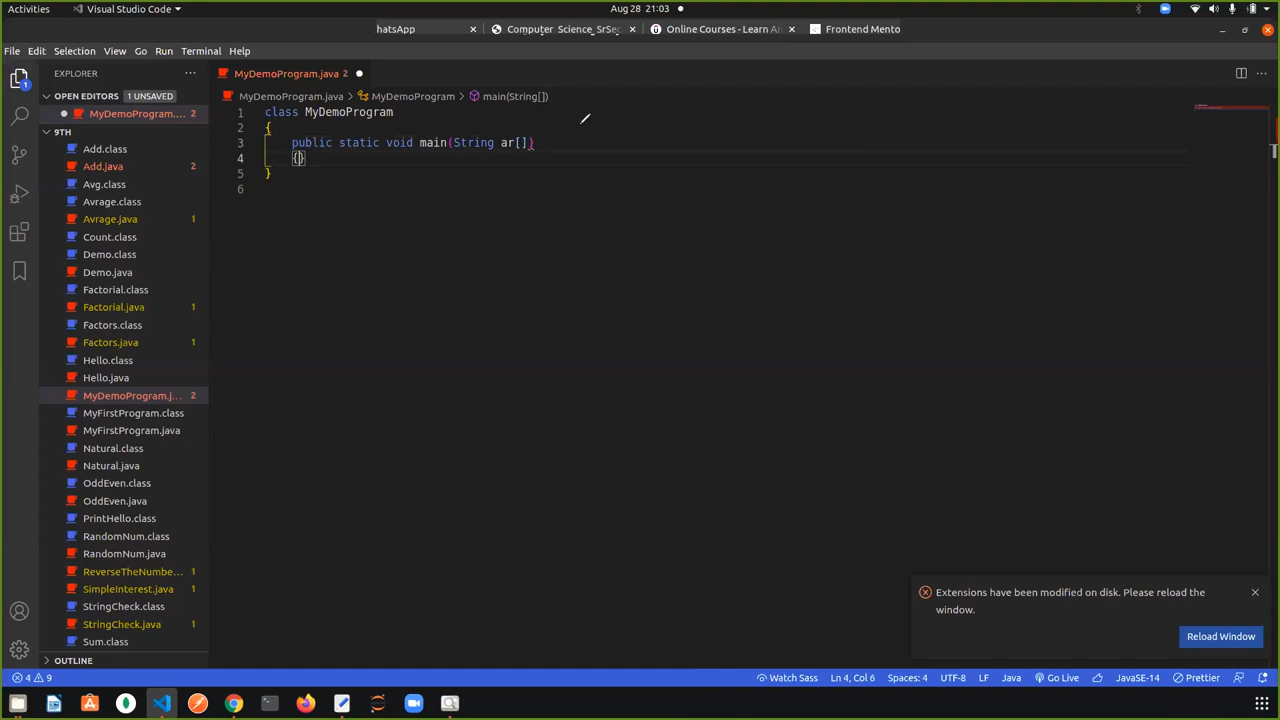 Activities
Visual Studio Code
Aug 28 21:03
hatsApp
Computer_Science_SrSec
Online Courses - Learn An
Frontend Mento
File Edit Selection View Go Run Terminal Help
EXPLORER
MyDemoProgram.java 2
OPEN EDITORS 1 UNSAVED
MyDemoProgram.java > MyDemoProgram > main(String[])
MyDemoProgram.... 2
9TH
1 class MyDemoProgram
2 {
3 public static void main(String ar[])
4 {}
5 }
6
Add.class
Add.java 2
Avg.class
Avrage.class
Avrage.java 1
Count.class
Demo.class
Demo.java
Factorial.class
Factorial.java 1
Factors.class
Factors.java 1
Hello.class
Hello.java
MyDemoProgram.j... 2
MyFirstProgram.class
MyFirstProgram.java
Natural.class
Natural.java
OddEven.class
OddEven.java
PrintHello.class
RandomNum.class
RandomNum.java
ReverseTheNumbe... 1
SimpleInterest.java 1
StringCheck.class
StringCheck.java 1
Sum.class
OUTLINE
1
Extensions have been modified on disk. Please reload the
window.
Reload Window
4 9
Watch Sass
Ln 4, Col 6
Spaces: 4
UTF-8
LF
Java
Go Live
JavaSE-14
Prettier